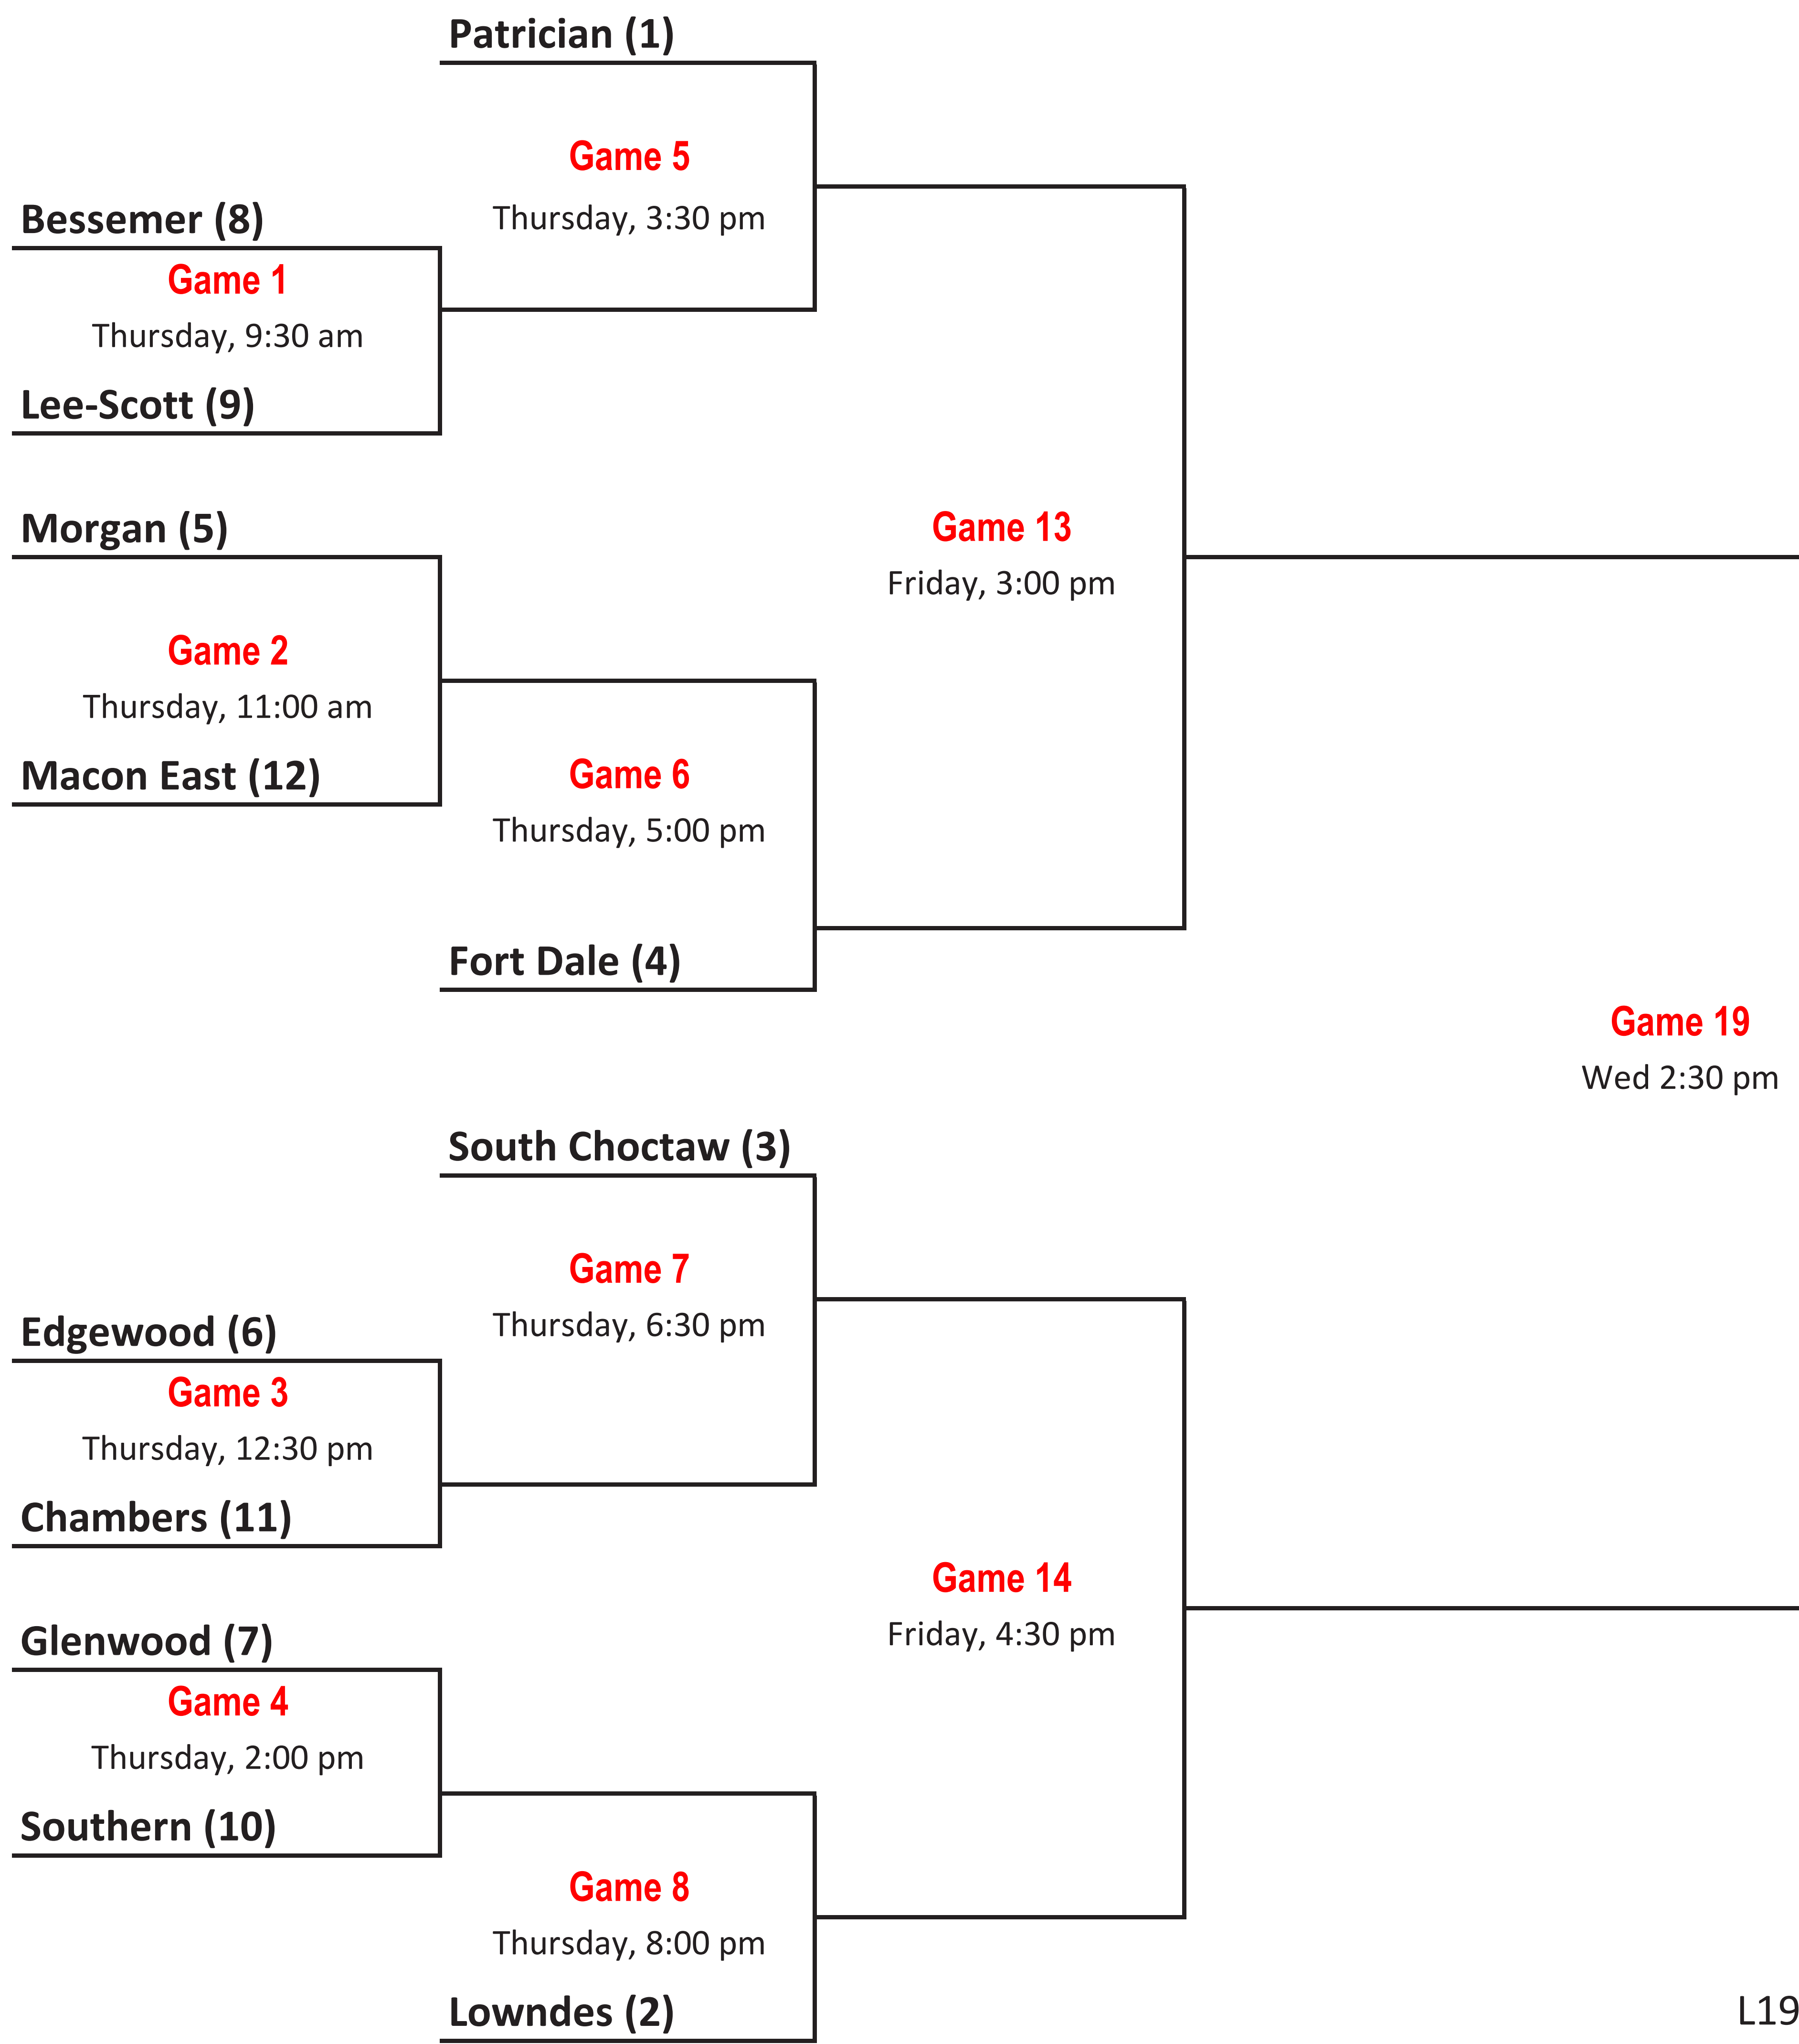 Patrician (1)
Game 5
Thursday, 3:30 pm
Bessemer (8)
Game 1
Thursday, 9:30 am
Lee-Scott (9)
Morgan (5)
Game 13
Friday, 3:00 pm
Game 2
Thursday, 11:00 am
Macon East (12)
Game 6
Thursday, 5:00 pm
Fort Dale (4)
Game 19
Wed 2:30 pm
South Choctaw (3)
Game 7
Thursday, 6:30 pm
Edgewood (6)
Game 3
Thursday, 12:30 pm
Chambers (11)
Game 14
Friday, 4:30 pm
Glenwood (7)
Game 4
Thursday, 2:00 pm
Southern (10)
Game 8
Thursday, 8:00 pm
Lowndes (2)
L19